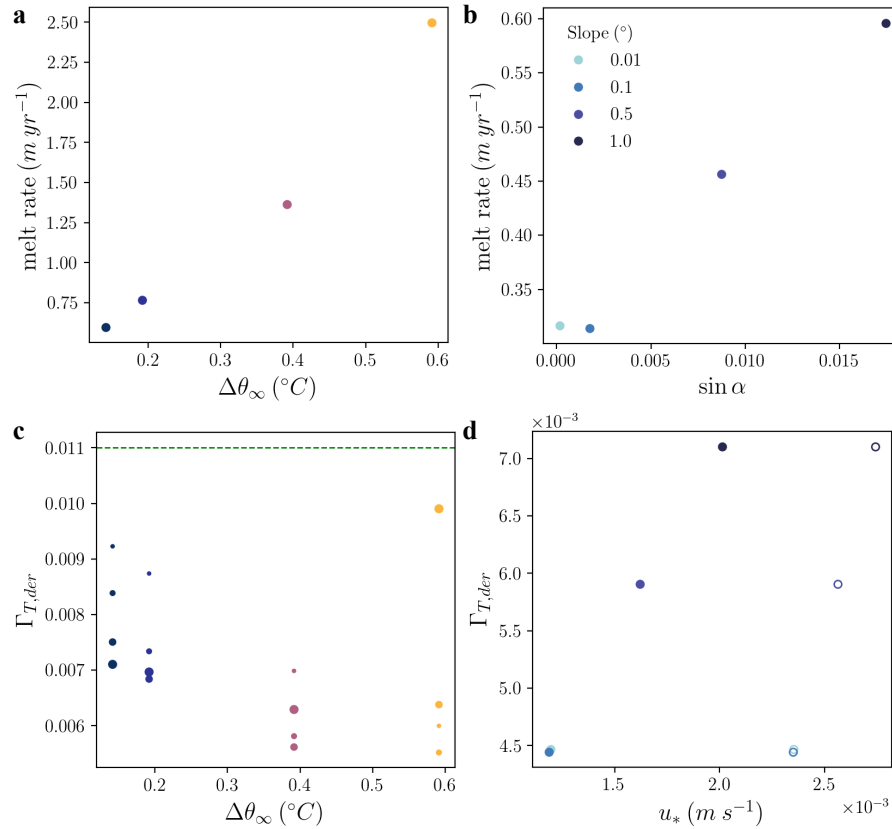 a
2.50
2.25
2.00
1.75
1.50
1.25
1.00
0.75
melt rate (m yr⁻¹)
0.2 0.3 0.4 0.5 0.6
Δθ∞ (°C)
b
0.60
0.55
0.50
0.45
0.40
0.35
melt rate (m yr⁻¹)
Slope (°)
0.01
0.1
0.5
1.0
0.000 0.005 0.010 0.015
sin α
c
0.011
0.010
0.009
0.008
0.007
0.006
Γ_T,der
0.2 0.3 0.4 0.5 0.6
Δθ∞ (°C)
d
×10⁻³
7.0
6.5
6.0
5.5
5.0
4.5
Γ_T,der
1.5 2.0 2.5
u* (m s⁻¹)
×10⁻³